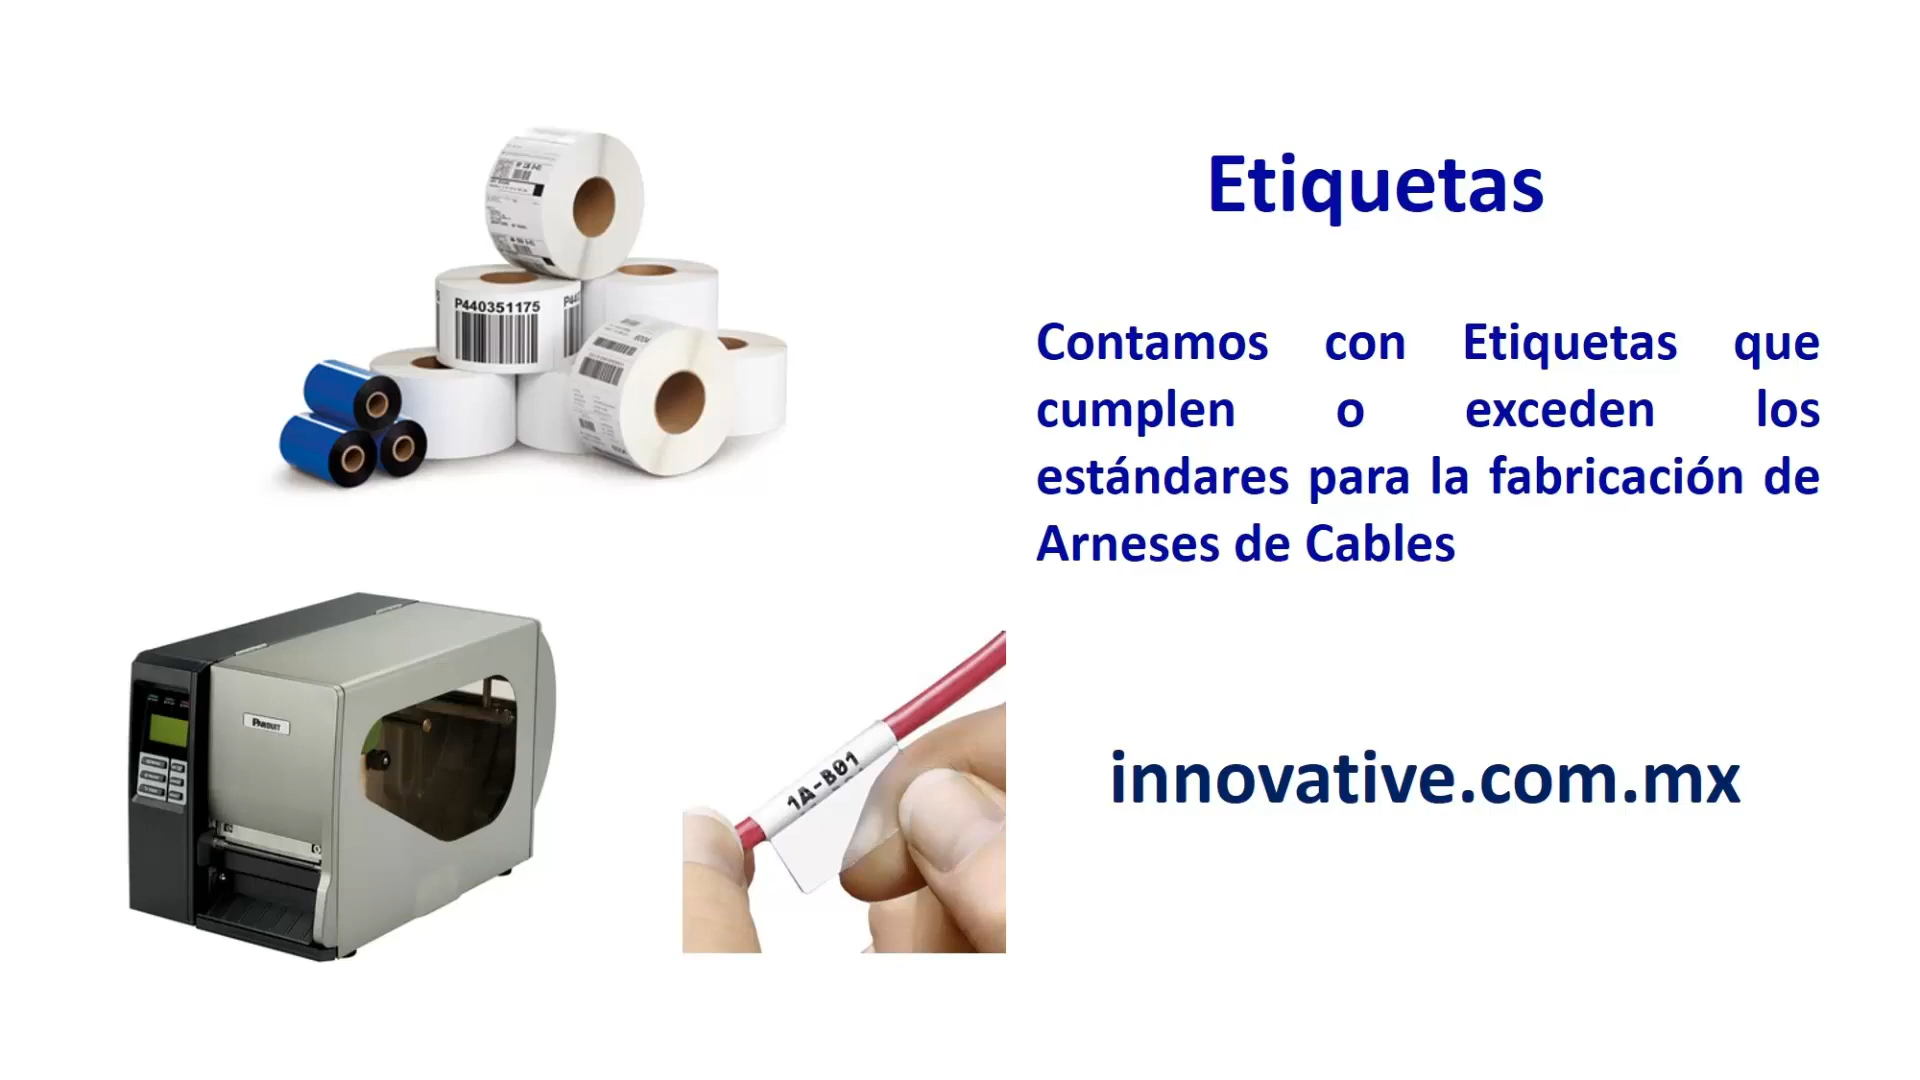 Etiquetas
Contamos con Etiquetas que
cumplen o exceden los
estándares para la fabricación de
Arneses de Cables
innovative.com.mx
P440351175
P44
PANDUIT
1A-B01